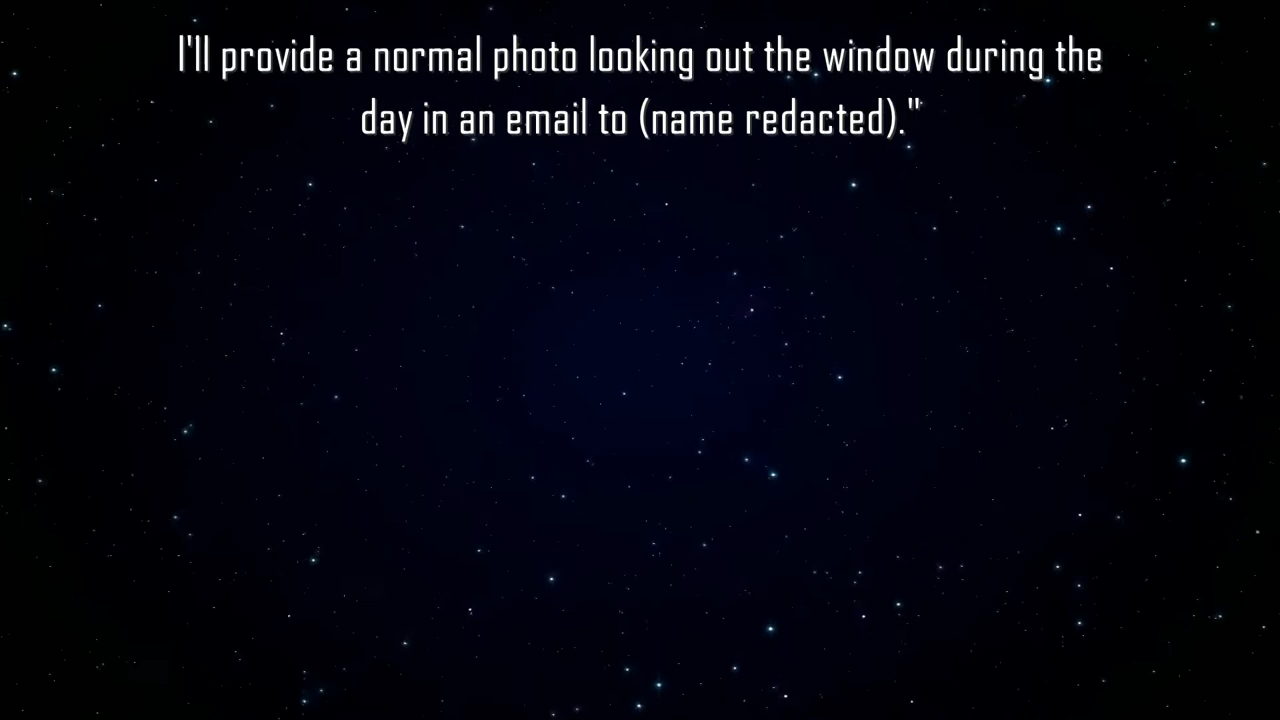 I'll provide a normal photo looking out the window during the
day in an email to (name redacted)."